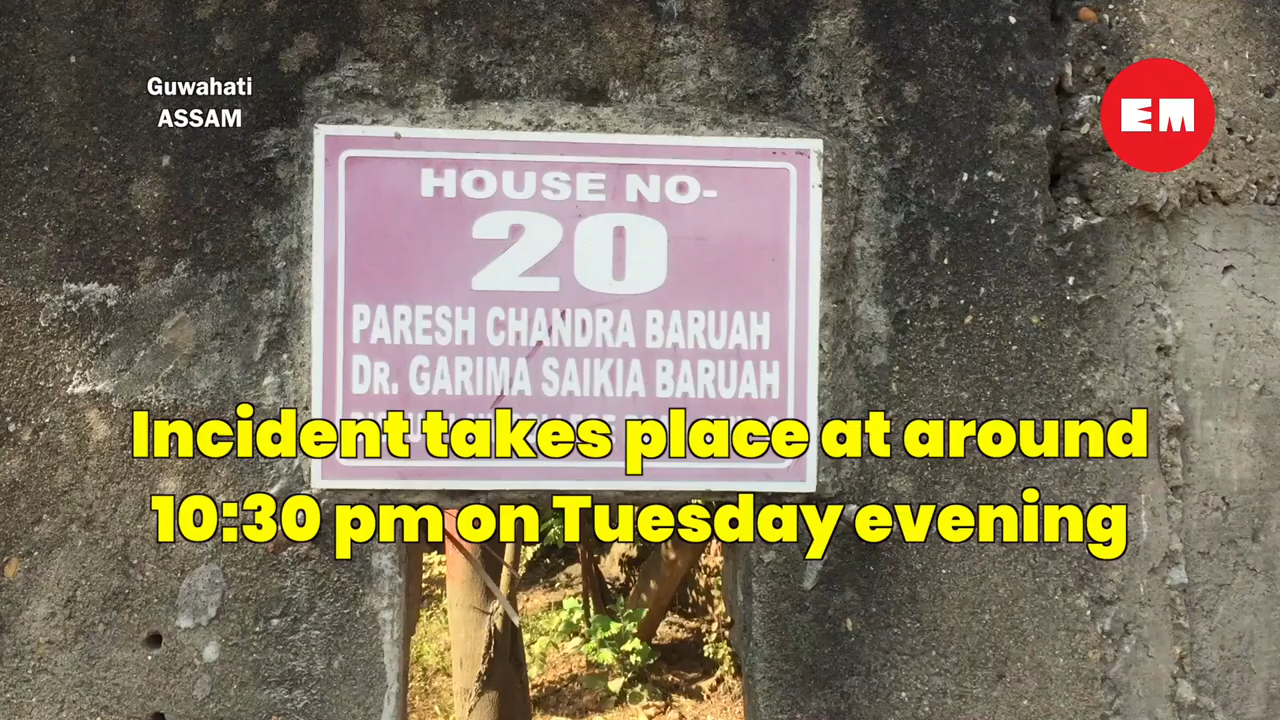 Guwahati
ASSAM
EM
HOUSE NO-
20
PARESH CHANDRA BARUAH
Dr. GARIMA SAIKIA BARUAH
Incident takes place at around
10:30 pm on Tuesday evening